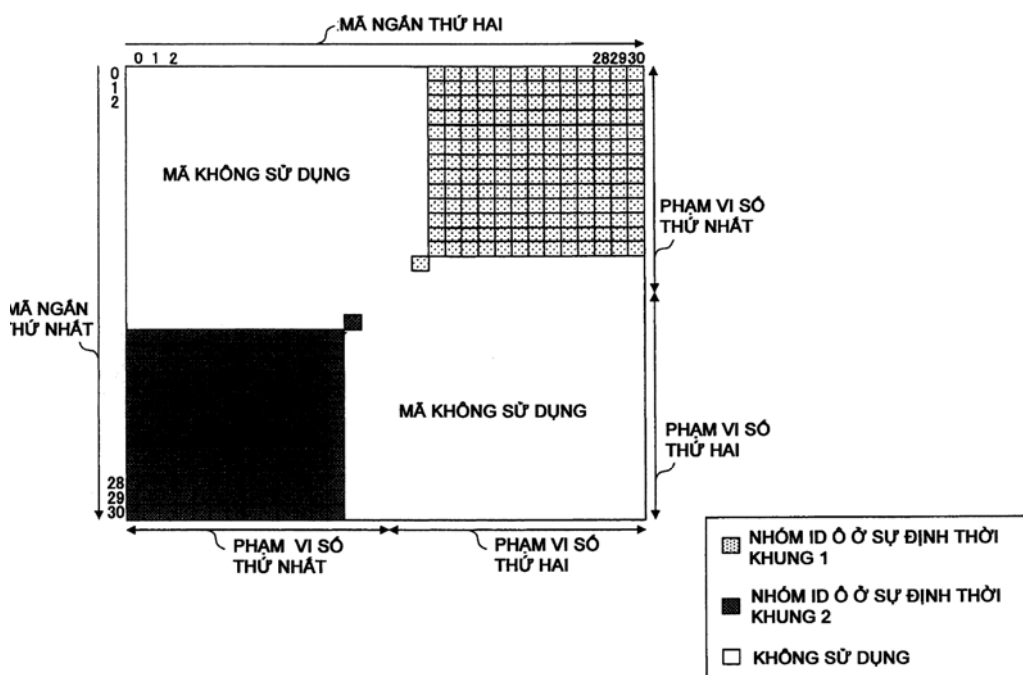 MÃ NGẮN THỨ HAI
0 1 2
28 29 30
0
1
2
MÃ KHÔNG SỬ DỤNG
PHẠM VI SỐ
THỨ NHẤT
MÃ NGẮN
THỨ NHẤT
MÃ KHÔNG SỬ DỤNG
PHẠM VI SỐ
THỨ HAI
28
29
30
PHẠM VI SỐ
THỨ NHẤT
PHẠM VI SỐ
THỨ HAI
NHÓM ID Ô Ở SỰ ĐỊNH THỜI
KHUNG 1
NHÓM ID Ô Ở SỰ ĐỊNH THỜI
KHUNG 2
KHÔNG SỬ DỤNG